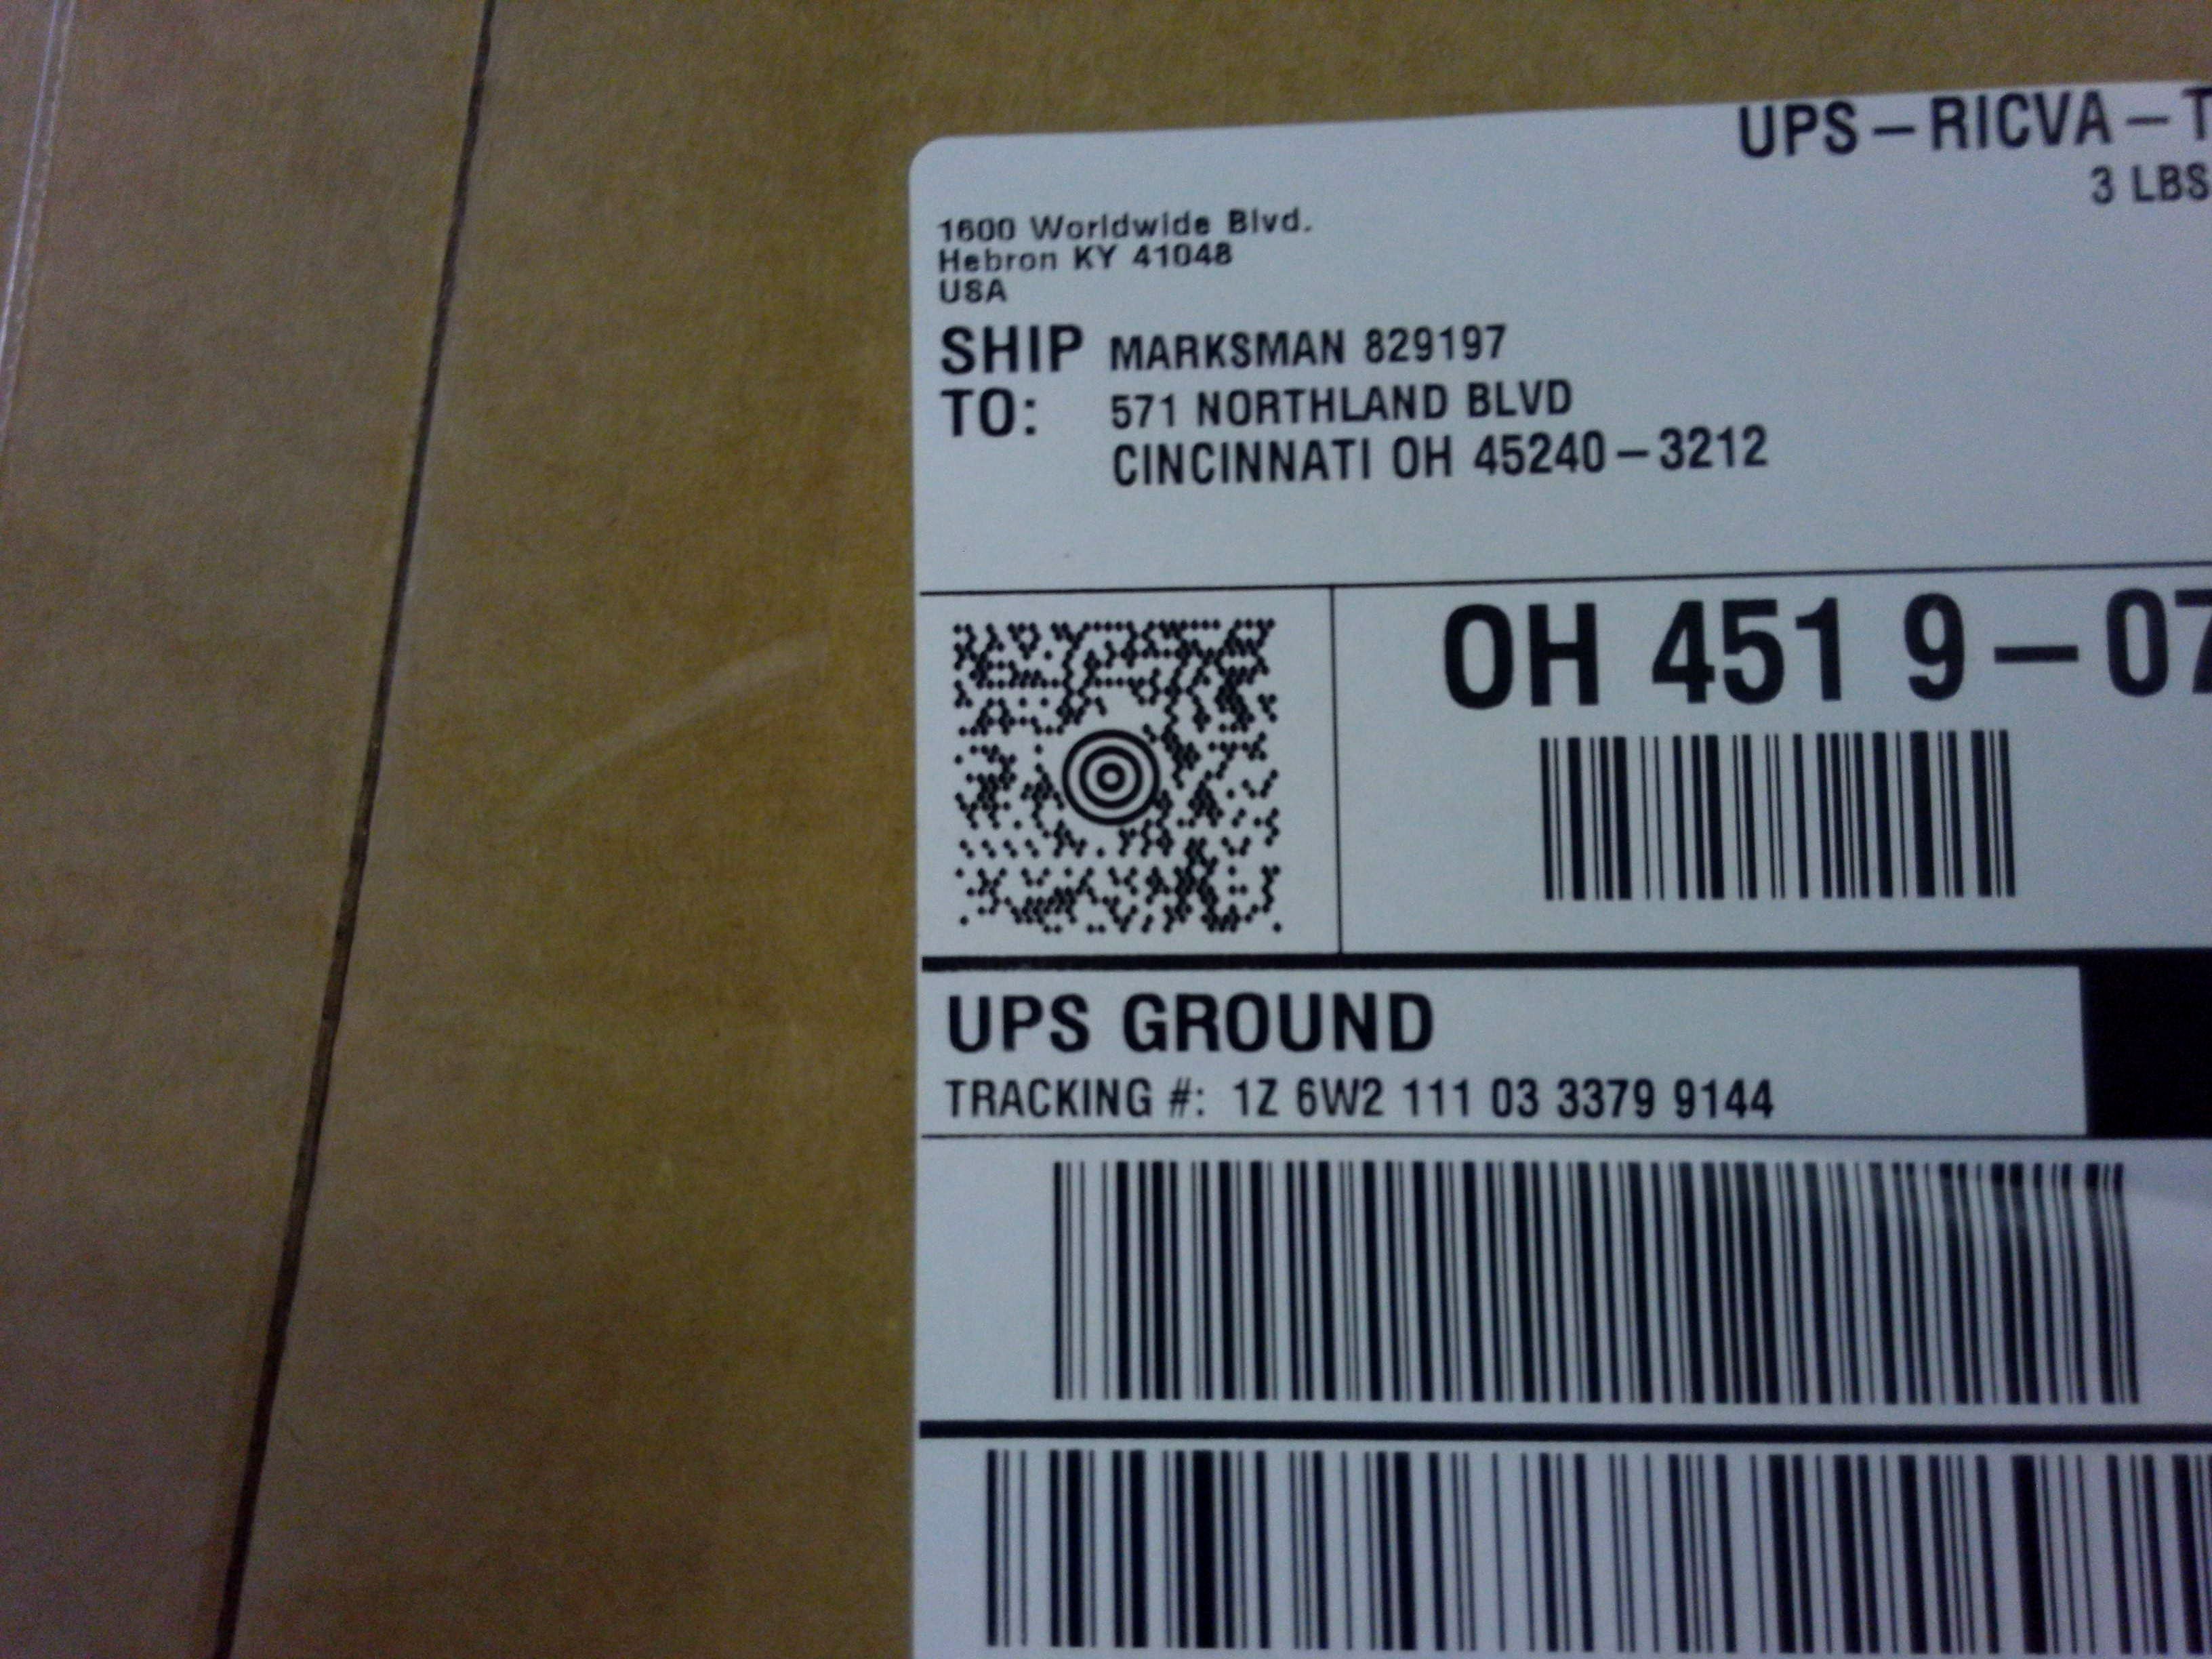 UPS-RICVA-T
3 LBS
1600 Worldwide Blvd.
Hebron KY 41048
USA
SHIP TO: MARKSMAN 829197
571 NORTHLAND BLVD
CINCINNATI OH 45240-3212
OH 451 9-07
UPS GROUND
TRACKING #: 1Z 6W2 111 03 3379 9144